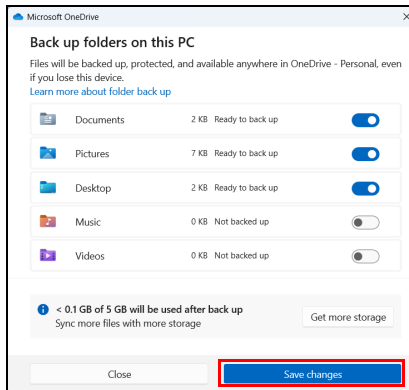 Microsoft OneDrive
Back up folders on this PC
Files will be backed up, protected, and available anywhere in OneDrive - Personal, even
if you lose this device.
Learn more about folder back up
Documents 2 KB Ready to back up
Pictures 7 KB Ready to back up
Desktop 2 KB Ready to back up
Music 0 KB Not backed up
Videos 0 KB Not backed up
< 0.1 GB of 5 GB will be used after back up
Sync more files with more storage
Get more storage
Close
Save changes